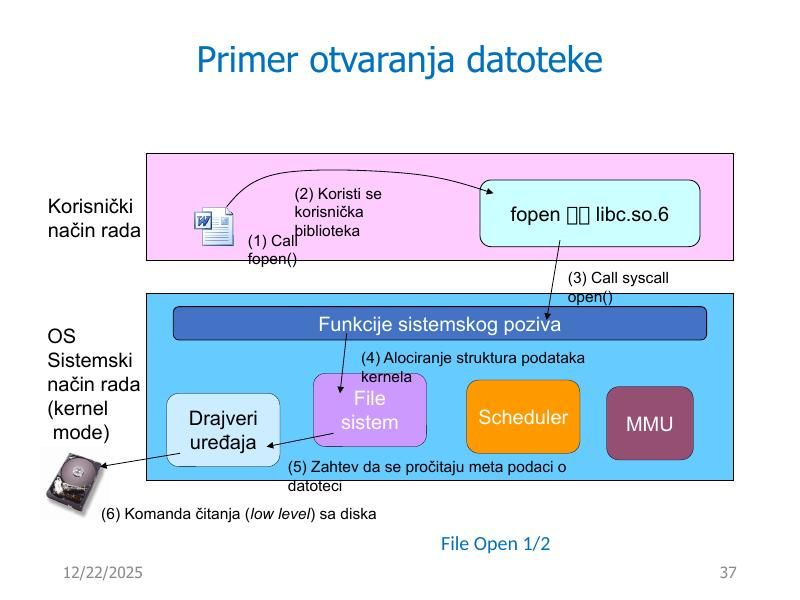 Primer otvaranja datoteke
Korisnički
način rada
(2) Koristi se
korisnička
biblioteka
(1) Call
fopen()
fopen 􀀀􀀀 libc.so.6
(3) Call syscall
open()
OS
Sistemski
način rada
(kernel
mode)
Funkcije sistemskog poziva
(4) Alociranje struktura podataka
kernela
Drajveri
uređaja
File
sistem
Scheduler
MMU
(5) Zahtev da se pročitaju meta podaci o
datoteci
(6) Komanda čitanja (low level) sa diska
File Open 1/2
12/22/2025
37